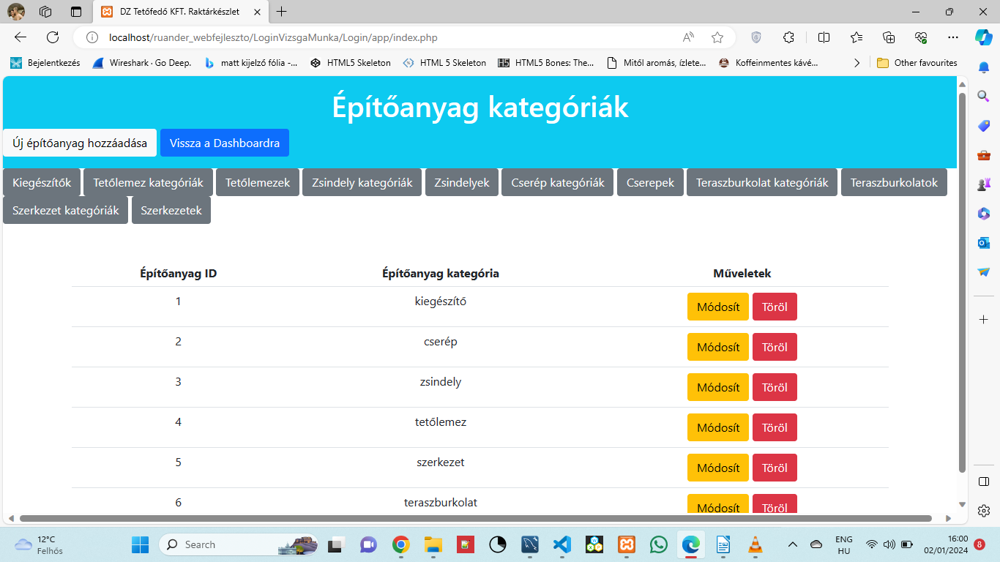 DZ Tetőfedő KFT. Raktárkészlet
localhost/ruander_webfejleszto/LoginVizsgaMunka/Login/app/index.php
Bejelentkezés Wireshark · Go Deep. matt kijelző fólia -... HTML5 Skeleton HTML 5 Skeleton HTML5 Bones: The... Mitől aromás, ízlete... Koffeinmentes kávé... Other favourites
Építőanyag kategóriák
Új építőanyag hozzáadása Vissza a Dashboardra
Kiegészítők Tetőlemez kategóriák Tetőlemezek Zsindely kategóriák Zsindelyek Cserép kategóriák Cserepek Teraszburkolat kategóriák Teraszburkolatok
Szerkezet kategóriák Szerkezetek
Építőanyag ID Építőanyag kategória Műveletek
1 kiegészítő Módosít Töröl
2 cserép Módosít Töröl
3 zsindely Módosít Töröl
4 tetőlemez Módosít Töröl
5 szerkezet Módosít Töröl
6 teraszburkolat Módosít Töröl
12°C
Felhős
Search
ENG
HU
16:00
02/01/2024
8